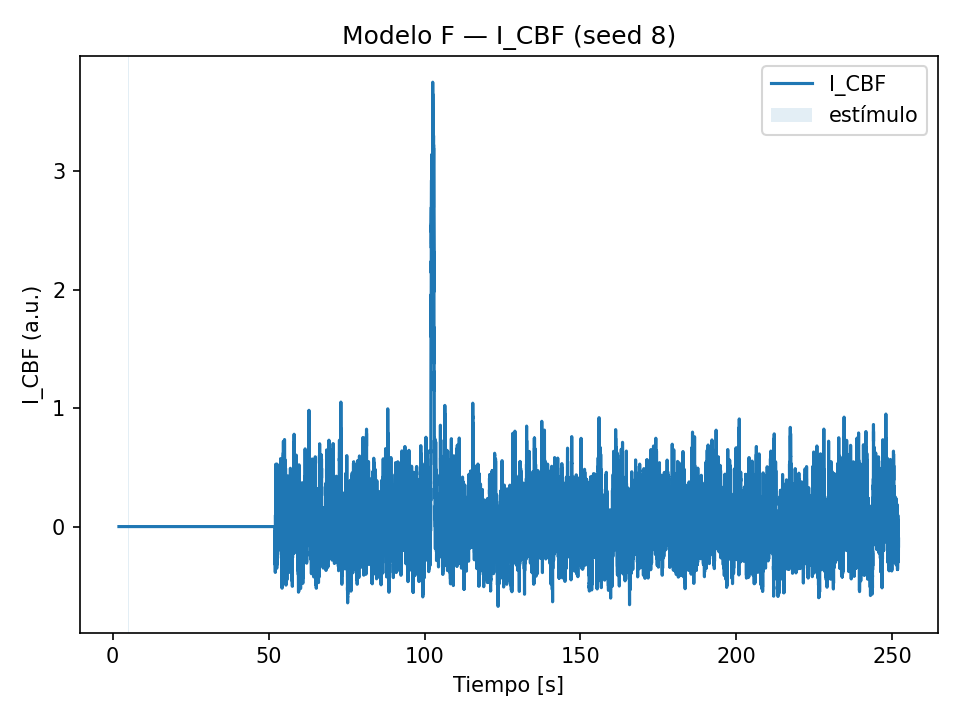 Modelo F — I_CBF (seed 8)
I_CBF
estímulo
I_CBF (a.u.)
3
2
1
0
0 50 100 150 200 250
Tiempo [s]